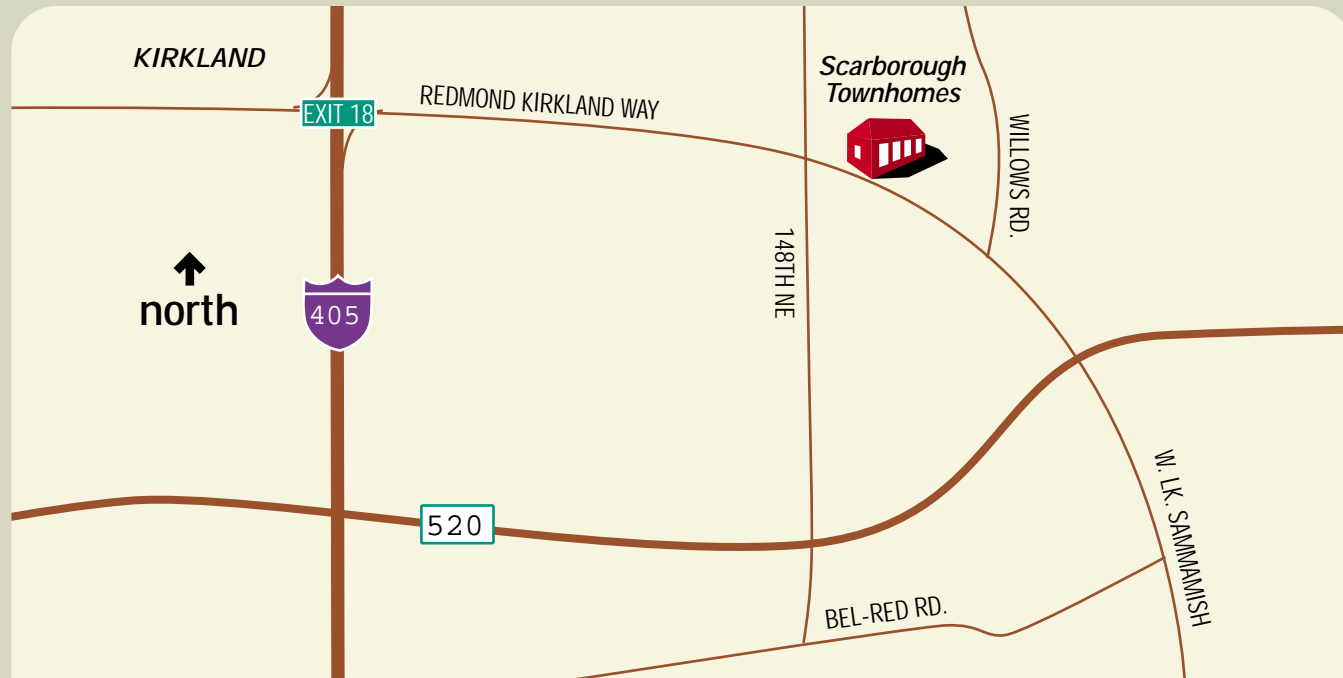 KIRKLAND
Scarborough
Townhomes
REDMOND KIRKLAND WAY
EXIT 18
WILLOWS RD.
148TH NE
north
405
520
W. LK. SAMMAMISH
BEL-RED RD.